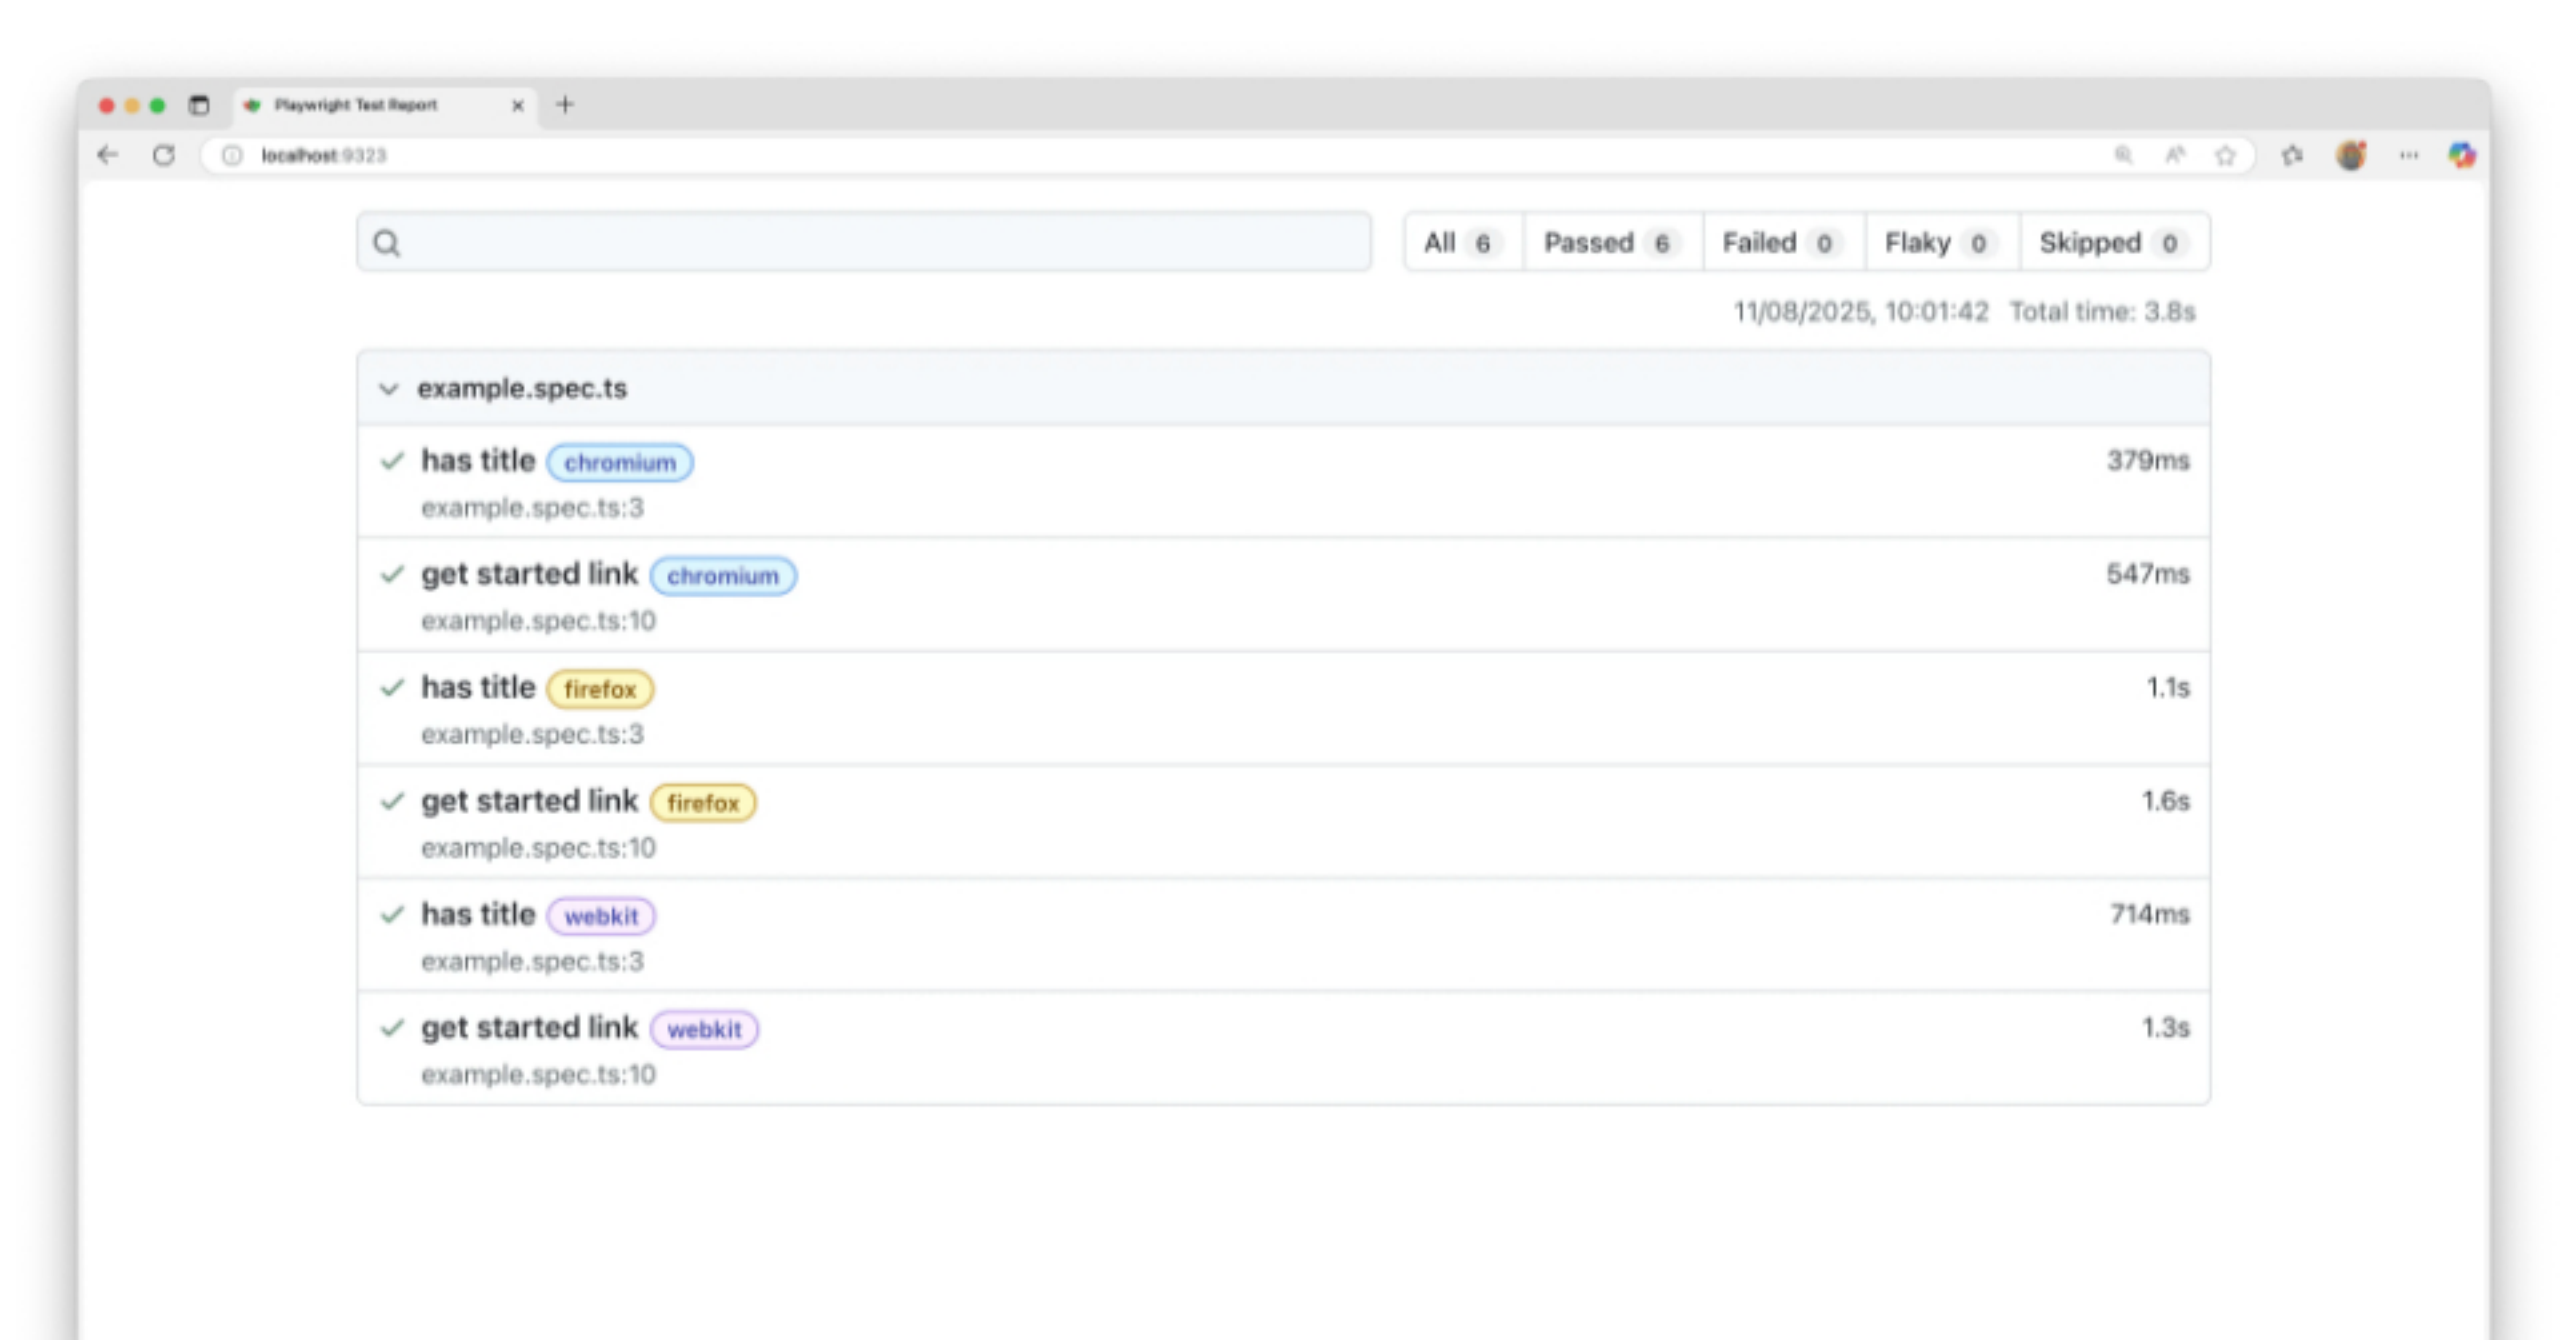 Playwright Test Report
localhost:9323
All 6 Passed 6 Failed 0 Flaky 0 Skipped 0
11/08/2025, 10:01:42 Total time: 3.8s
example.spec.ts
has title chromium 379ms
example.spec.ts:3
get started link chromium 547ms
example.spec.ts:10
has title firefox 1.1s
example.spec.ts:3
get started link firefox 1.6s
example.spec.ts:10
has title webkit 714ms
example.spec.ts:3
get started link webkit 1.3s
example.spec.ts:10